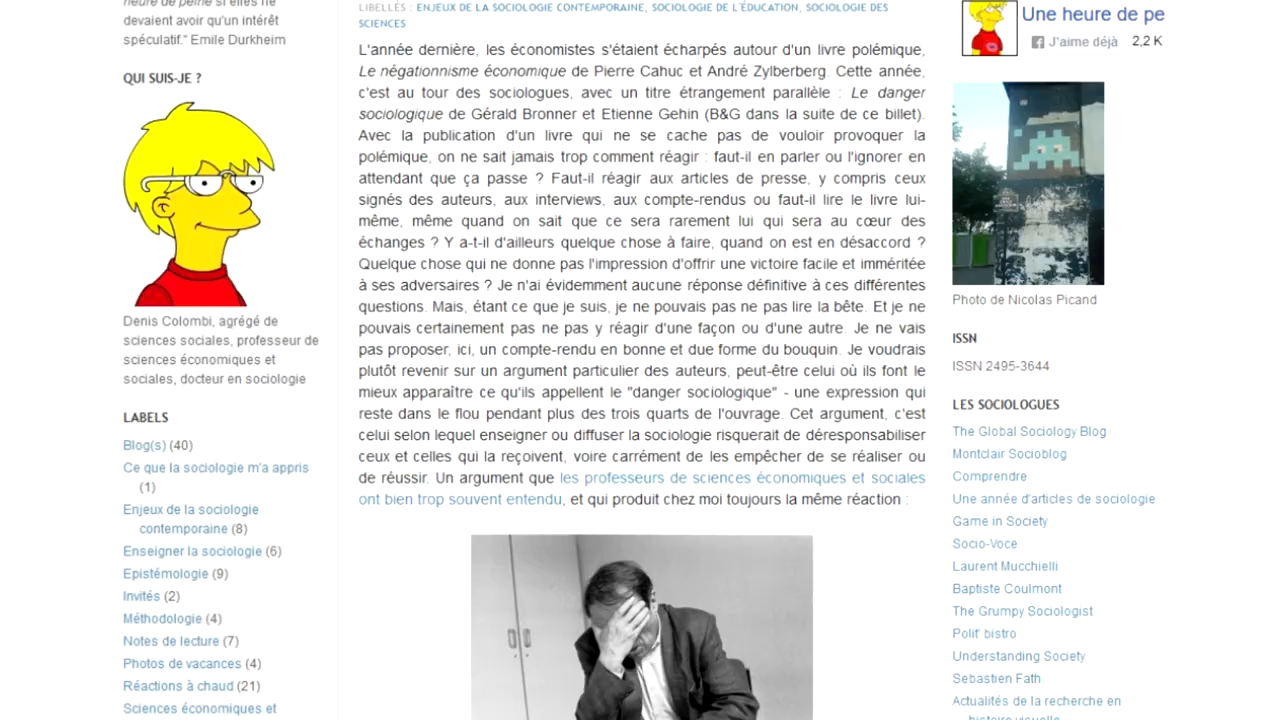 heure de peine si elles ne
devaient avoir qu'un intérêt
spéculatif." Emile Durkheim
QUI SUIS-JE ?
Denis Colombi, agrégé de
sciences sociales, professeur de
sciences économiques et
sociales, docteur en sociologie
LABELS
Blog(s) (40)
Ce que la sociologie m'a appris
(1)
Enjeux de la sociologie
contemporaine (8)
Enseigner la sociologie (6)
Epistémologie (9)
Invités (2)
Méthodologie (4)
Notes de lecture (7)
Photos de vacances (4)
Réactions à chaud (21)
Sciences économiques et
LIBELLÉS : ENJEUX DE LA SOCIOLOGIE CONTEMPORAINE, SOCIOLOGIE DE L'ÉDUCATION, SOCIOLOGIE DES
SCIENCES
L'année dernière, les économistes s'étaient écharpés autour d'un livre polémique,
Le négationnisme économique de Pierre Cahuc et André Zylberberg. Cette année,
c'est au tour des sociologues, avec un titre étrangement parallèle : Le danger
sociologique de Gérald Bronner et Etienne Gehin (B&G dans la suite de ce billet).
Avec la publication d'un livre qui ne se cache pas de vouloir provoquer la
polémique, on ne sait jamais trop comment réagir : faut-il en parler ou l'ignorer en
attendant que ça passe ? Faut-il réagir aux articles de presse, y compris ceux
signés des auteurs, aux interviews, aux compte-rendus ou faut-il lire le livre lui-
même, même quand on sait que ce sera rarement lui qui sera au cœur des
échanges ? Y a-t-il d'ailleurs quelque chose à faire, quand on est en désaccord ?
Quelque chose qui ne donne pas l'impression d'offrir une victoire facile et imméritée
à ses adversaires ? Je n'ai évidemment aucune réponse définitive à ces différentes
questions. Mais, étant ce que je suis, je ne pouvais pas ne pas lire la bête. Et je ne
pouvais certainement pas ne pas y réagir d'une façon ou d'une autre. Je ne vais
pas proposer, ici, un compte-rendu en bonne et due forme du bouquin. Je voudrais
plutôt revenir sur un argument particulier des auteurs, peut-être celui où ils font le
mieux apparaître ce qu'ils appellent le "danger sociologique" - une expression qui
reste dans le flou pendant plus des trois quarts de l'ouvrage. Cet argument, c'est
celui selon lequel enseigner ou diffuser la sociologie risquerait de déresponsabiliser
ceux et celles qui la reçoivent, voire carrément de les empêcher de se réaliser ou
de réussir. Un argument que les professeurs de sciences économiques et sociales
ont bien trop souvent entendu, et qui produit chez moi toujours la même réaction :
Une heure de pe
J'aime déjà 2,2 K
Photo de Nicolas Picand
ISSN
ISSN 2495-3644
LES SOCIOLOGUES
The Global Sociology Blog
Montclair Socioblog
Comprendre
Une année d'articles de sociologie
Game in Society
Socio-Voce
Laurent Mucchielli
Baptiste Coulmont
The Grumpy Sociologist
Polit' bistro
Understanding Society
Sebastien Fath
Actualités de la recherche en
histoire visuelle